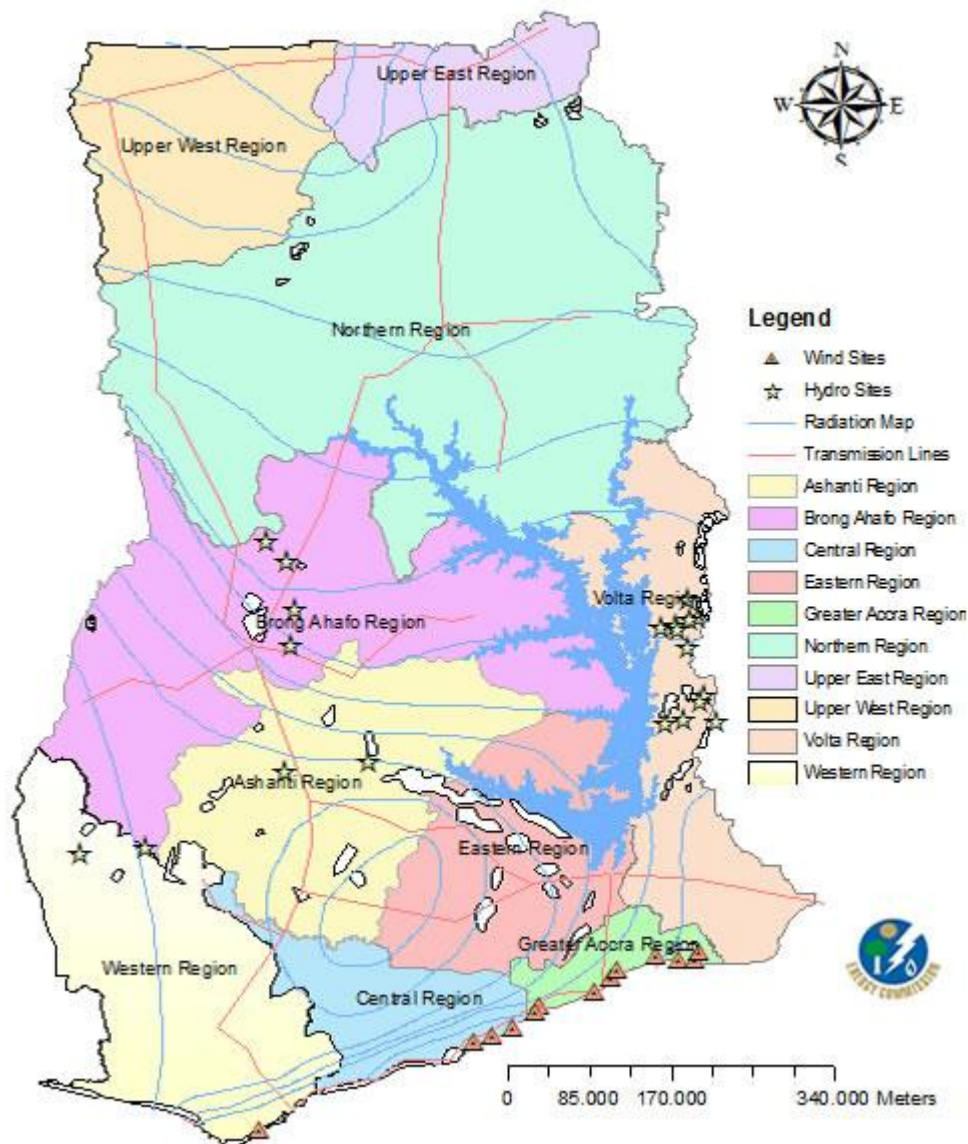 Upper East Region
Upper West Region
Northern Region
Volta Region
Brong Ahafo Region
Ashanti Region
Eastern Region
Greater Accra Region
Western Region
Central Region
N
W E
S
Legend
Wind Sites
Hydro Sites
Radiation Map
Transmission Lines
Ashanti Region
Brong Ahafo Region
Central Region
Eastern Region
Greater Accra Region
Northern Region
Upper East Region
Upper West Region
Volta Region
Western Region
ENERGY COMMISSION
0 85.000 170.000 340.000 Meters